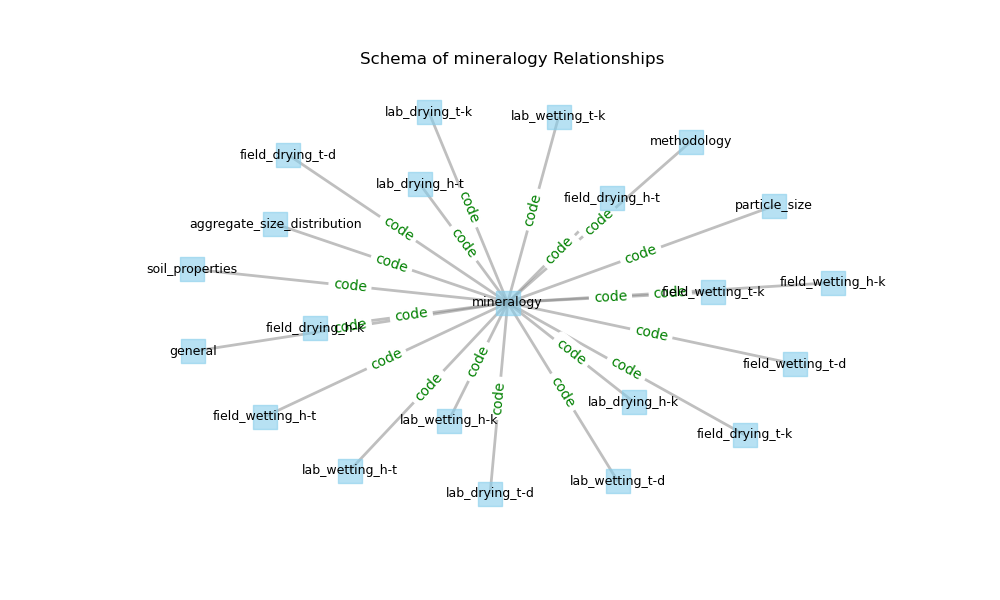 Schema of mineralogy Relationships
lab_drying_t-k
lab_wetting_t-k
methodology
field_drying_t-d
lab_drying_h-t
field_drying_h-t
particle_size
code
code
code
aggregate_size_distribution
code
code
code
code
code
soil_properties
code
field_wetting_h-k
code
code
field_wetting_t-k
mineralogy
code
field_drying_h-k
code
code
general
code
code
code
field_wetting_t-d
code
code
code
lab_drying_h-k
code
field_wetting_h-t
lab_wetting_h-k
field_drying_t-k
lab_wetting_h-t
lab_wetting_t-d
lab_drying_t-d